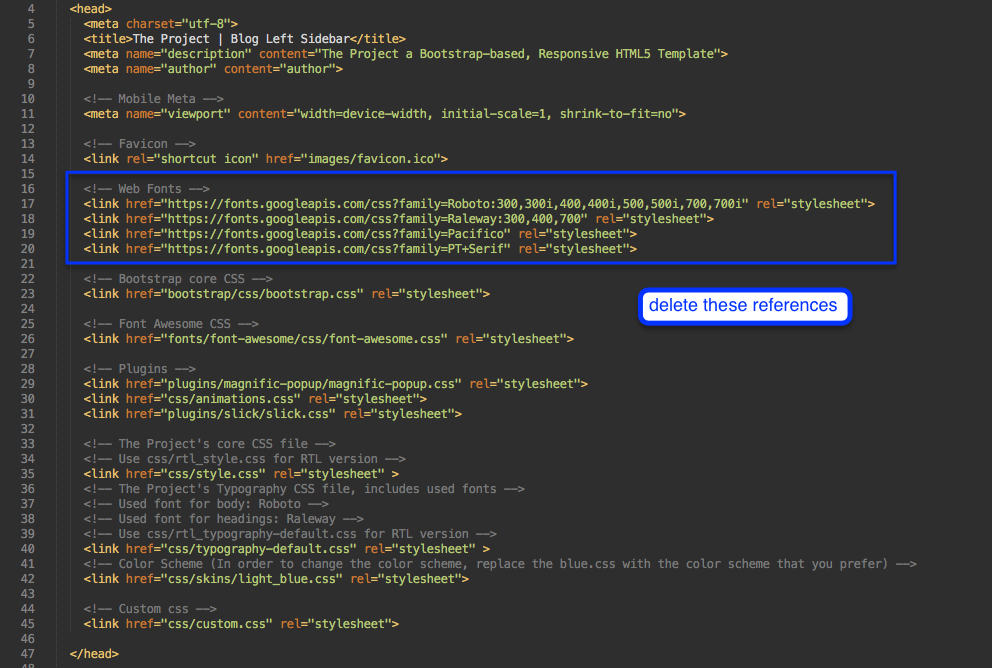 4 <head>
5 <meta charset="utf-8">
6 <title>The Project | Blog Left Sidebar</title>
7 <meta name="description" content="The Project a Bootstrap-based, Responsive HTML5 Template">
8 <meta name="author" content="author">
9
10 <!-- Mobile Meta -->
11 <meta name="viewport" content="width=device-width, initial-scale=1, shrink-to-fit=no">
12
13 <!-- Favicon -->
14 <link rel="shortcut icon" href="images/favicon.ico">
15
16 <!-- Web Fonts -->
17 <link href="https://fonts.googleapis.com/css?family=Roboto:300,300i,400,400i,500,500i,700,700i" rel="stylesheet">
18 <link href="https://fonts.googleapis.com/css?family=Raleway:300,400,700" rel="stylesheet">
19 <link href="https://fonts.googleapis.com/css?family=Pacifico" rel="stylesheet">
20 <link href="https://fonts.googleapis.com/css?family=PT+Serif" rel="stylesheet">
21
22 <!-- Bootstrap core CSS -->
23 <link href="bootstrap/css/bootstrap.css" rel="stylesheet">
delete these references
24
25 <!-- Font Awesome CSS -->
26 <link href="fonts/font-awesome/css/font-awesome.css" rel="stylesheet">
27
28 <!-- Plugins -->
29 <link href="plugins/magnific-popup/magnific-popup.css" rel="stylesheet">
30 <link href="css/animations.css" rel="stylesheet">
31 <link href="plugins/slick/slick.css" rel="stylesheet">
32
33 <!-- The Project's core CSS file -->
34 <!-- Use css/rtl_style.css for RTL version -->
35 <link href="css/style.css" rel="stylesheet" >
36 <!-- The Project's Typography CSS file, includes used fonts -->
37 <!-- Used font for body: Roboto -->
38 <!-- Used font for headings: Raleway -->
39 <!-- Use css/rtl_typography-default.css for RTL version -->
40 <link href="css/typography-default.css" rel="stylesheet" >
41 <!-- Color Scheme (In order to change the color scheme, replace the blue.css with the color scheme that you prefer) -->
42 <link href="css/skins/light_blue.css" rel="stylesheet">
43
44 <!-- Custom css -->
45 <link href="css/custom.css" rel="stylesheet">
46
47 </head>
48